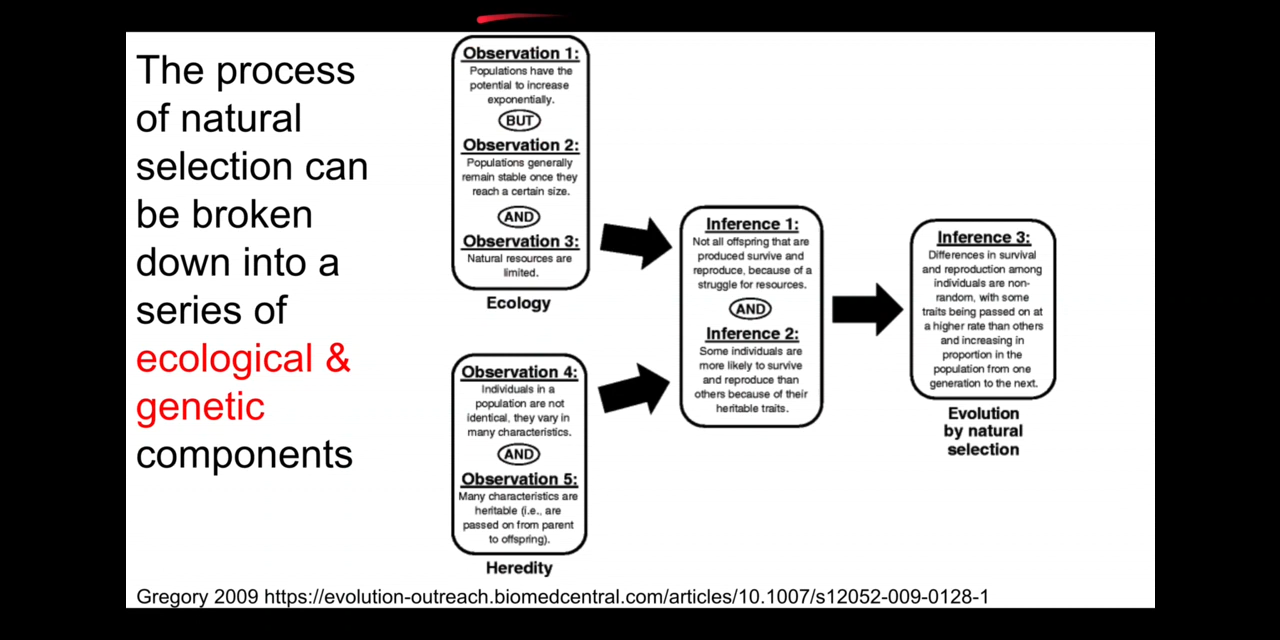 The process
of natural
selection can
be broken
down into a
series of
ecological &
genetic
components
Observation 1:
Populations have the
potential to increase
exponentially.
BUT
Observation 2:
Populations generally
remain stable once they
reach a certain size.
AND
Observation 3:
Natural resources are
limited.
Ecology
Observation 4:
Individuals in a
population are not
identical, they vary in
many characteristics.
AND
Observation 5:
Many characteristics are
heritable (i.e., are
passed on from parent
to offspring).
Heredity
Inference 1:
Not all offspring that are
produced survive and
reproduce, because of a
struggle for resources.
AND
Inference 2:
Some individuals are
more likely to survive
and reproduce than
others because of their
heritable traits.
Inference 3:
Differences in survival
and reproduction among
individuals are non-
random, with some
traits being passed on at
a higher rate than others
and increasing in
proportion in the
population from one
generation to the next.
Evolution
by natural
selection
Gregory 2009 https://evolution-outreach.biomedcentral.com/articles/10.1007/s12052-009-0128-1